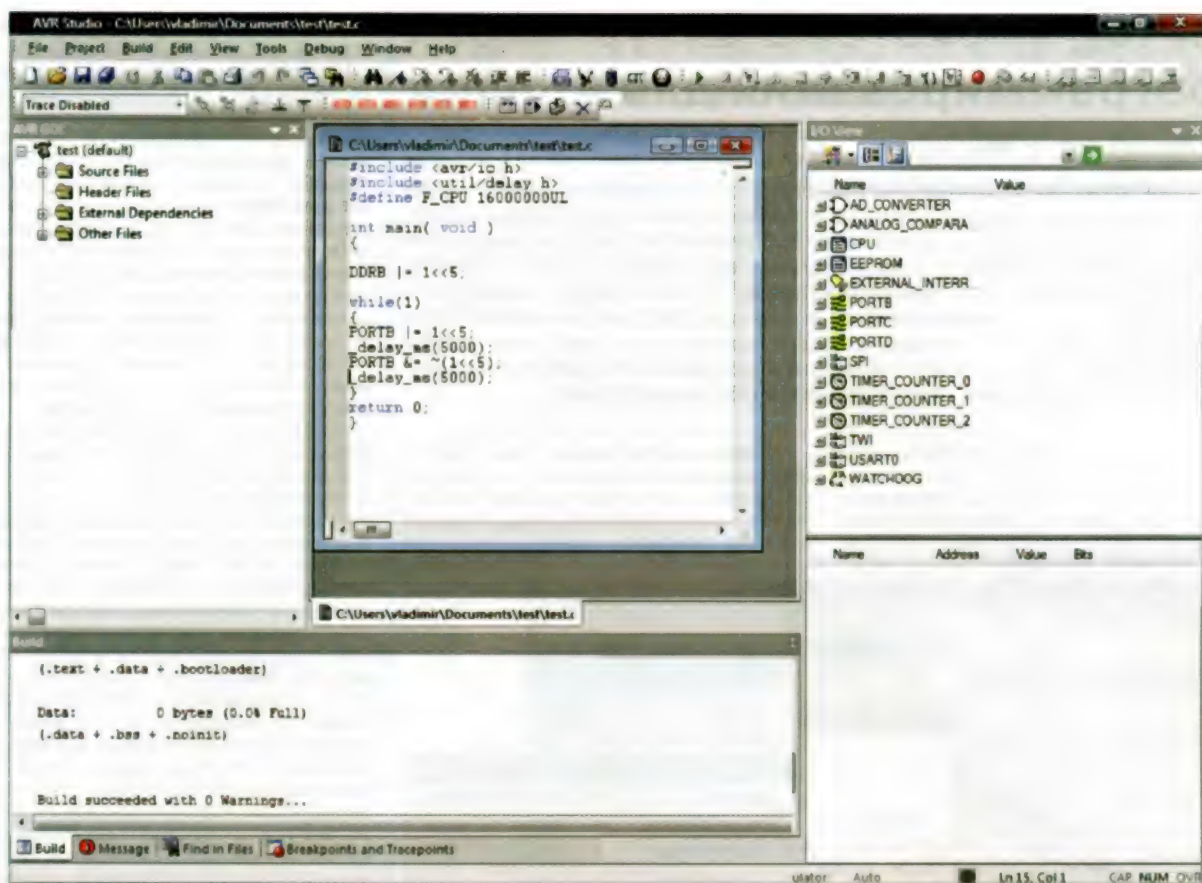 AVR Studio - C:\Users\vladimir\Documents\test\test.c
File Project Build Edit View Tools Debug Window Help
Trace Disabled
AVR GCC
test (default)
Source Files
Header Files
External Dependencies
Other Files
C:\Users\vladimir\Documents\test\test.c
#include <avr/io h>
#include <util/delay h>
#define F_CPU 16000000UL
int main( void )
{
DDRB |= 1<<5;
while(1)
{
PORTB |= 1<<5;
_delay_ms(5000);
PORTB &= ~(1<<5);
_delay_ms(5000);
}
return 0;
}
C:\Users\vladimir\Documents\test\test.c
I/O View
Name Value
AD_CONVERTER
ANALOG_COMPARA
CPU
EEPROM
EXTERNAL_INTERR
PORTB
PORTC
PORTD
SPI
TIMER_COUNTER_0
TIMER_COUNTER_1
TIMER_COUNTER_2
TWI
USART0
WATCHDOG
Name Address Value Bits
Build
(.text + .data + .bootloader)
Data: 0 bytes (0.0% Full)
(.data + .bss + .noinit)
Build succeeded with 0 Warnings...
Build Message Find in Files Breakpoints and Tracepoints
ulator Auto Ln 15, Col 1 CAP NUM OVR